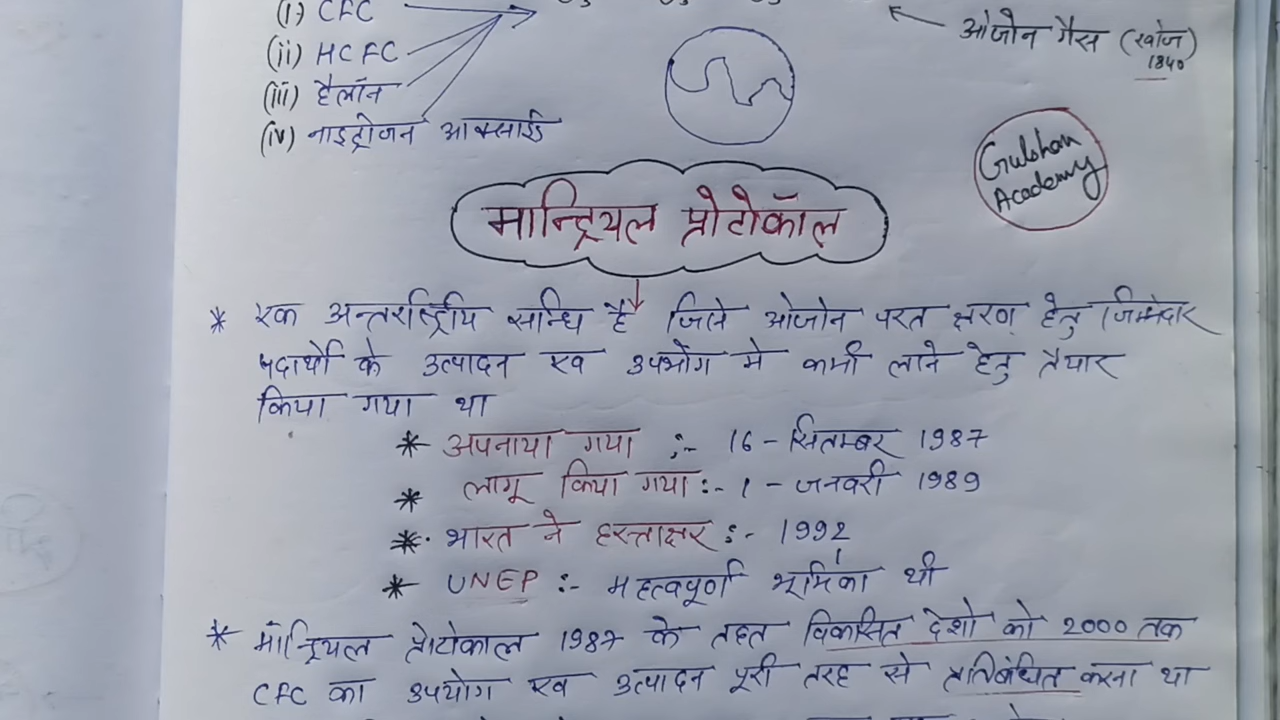 (i) CFC
ओजोन गैस (खोज)
1840
(ii) HCFC
(iii) हैलॉन
(iv) नाइट्रोजन आक्साईड
Gulshan
Academy
मान्ट्रियल प्रोटोकॉल
* एक अन्तर्राष्ट्रीय सन्धि है जिसे ओजोन परत क्षरण हेतु जिम्मेदार
पदार्थो के उत्पादन एव उपभोग मे कमी लाने हेतु तैयार
किया गया था
* अपनाया गया :- 16 - सितम्बर 1987
* लागू किया गया :- 1 - जनवरी 1989
* भारत ने हस्ताक्षर :- 1992
* UNEP :- महत्वपूर्ण भूमिका थी
* मॉन्ट्रियल प्रोटोकाल 1987 के तहत विकसित देशो को 2000 तक
CFC का उपयोग एव उत्पादन पूरी तरह से प्रतिबंधित करना था